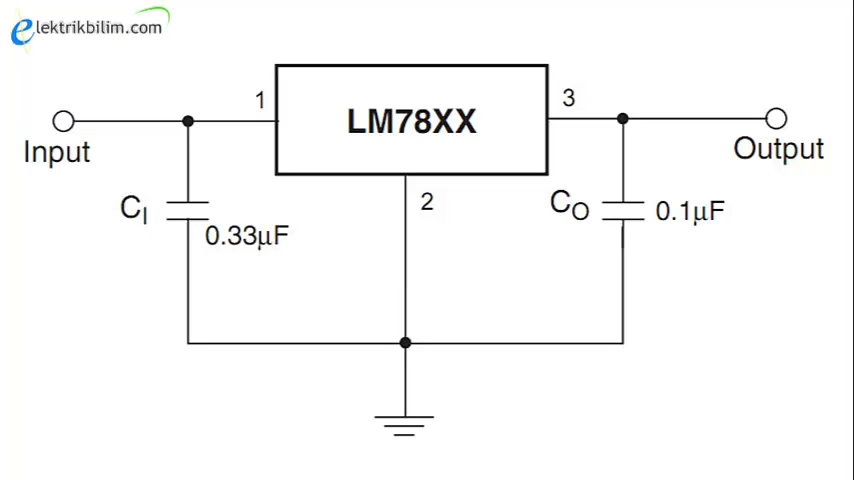 elektrikbilim.com
1
LM78XX
3
Input
Output
CI
0.33μF
2
CO
0.1μF